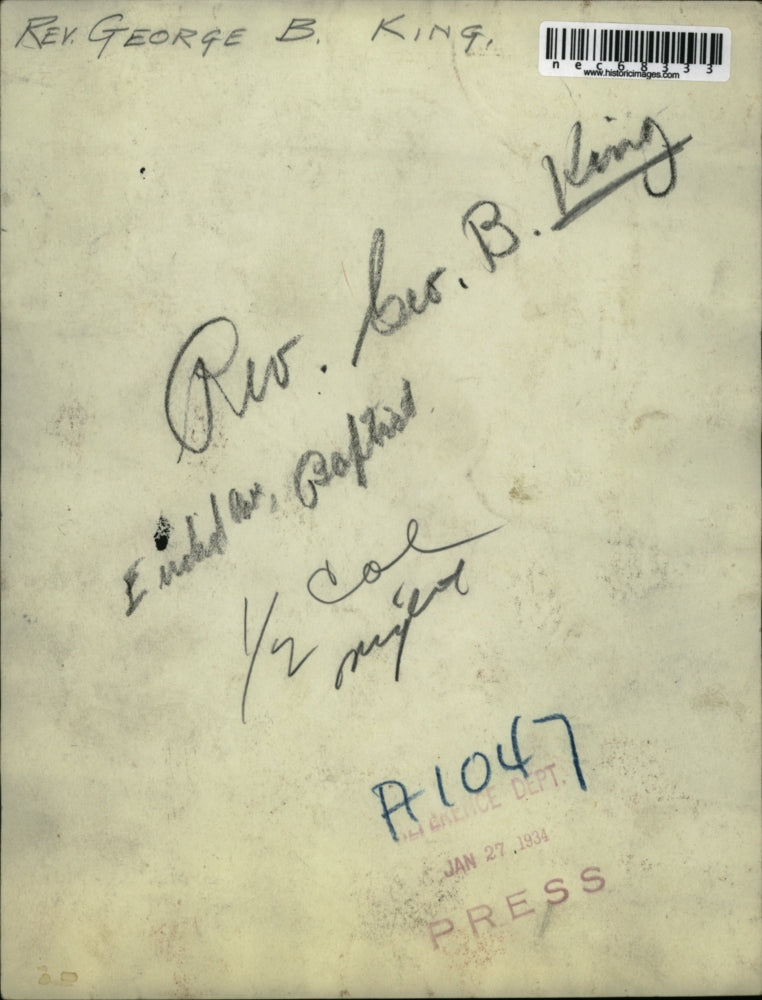 REV. GEORGE B. KING,
nec68333
www.historicimages.com
Rev. Geo. B. King
Euclid Av, Baptist
1/2 Col
A1047
REFERENCE DEPT.
JAN 27 1934
PRESS